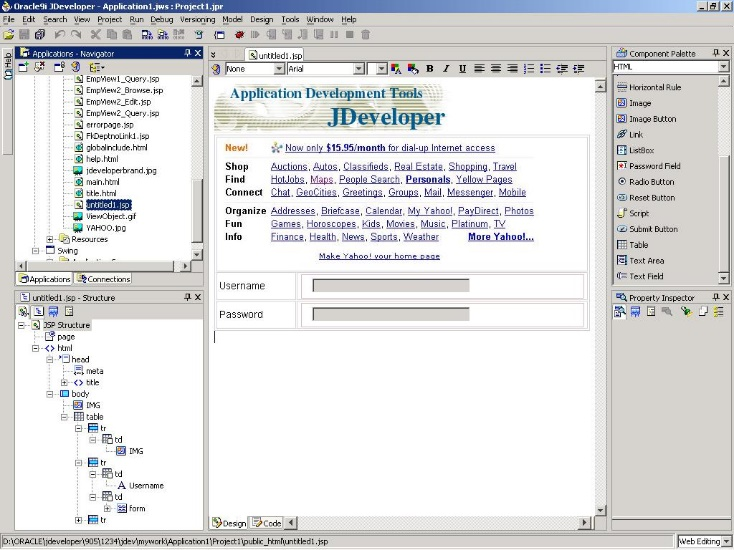 Oracle9i JDeveloper - Application1.jws : Project1.jpr
File Edit Search View Project Run Debug Versioning Model Design Tools Window Help
Help
Applications - Navigator
EmpView1_Query.jsp
EmpView2_Browse.jsp
EmpView2_Edit.jsp
EmpView2_Query.jsp
errorpage.jsp
FkDeptnoLink1.jsp
globalinclude.html
help.html
jdeveloperbrand.jpg
main.html
title.html
untitled1.jsp
ViewObject.gif
YAHOO.jpg
Resources
Swing
Applications Connections
untitled1.jsp - Structure
JSP Structure
page
html
head
meta
title
body
IMG
table
tr
td
IMG
tr
td
Username
td
form
tr
untitled1.jsp
None Arial B I U
Application Development Tools
JDeveloper
New! Now only $15.95/month for dial-up Internet access
Shop Auctions, Autos, Classifieds, Real Estate, Shopping, Travel
Find HotJobs, Maps, People Search, Personals, Yellow Pages
Connect Chat, GeoCities, Greetings, Groups, Mail, Messenger, Mobile
Organize Addresses, Briefcase, Calendar, My Yahoo!, PayDirect, Photos
Fun Games, Horoscopes, Kids, Movies, Music, Platinum, TV
Info Finance, Health, News, Sports, Weather More Yahoo!...
Make Yahoo! your home page
Username
Password
Design Code
Component Palette
HTML
Horizontal Rule
Image
Image Button
Link
ListBox
Password Field
Radio Button
Reset Button
Script
Submit Button
Table
Text Area
Text Field
Property Inspector
D:\ORACLE\jdeveloper\905\1234\jdev\mywork\Application1\Project1\public_html\untitled1.jsp
Web Editing